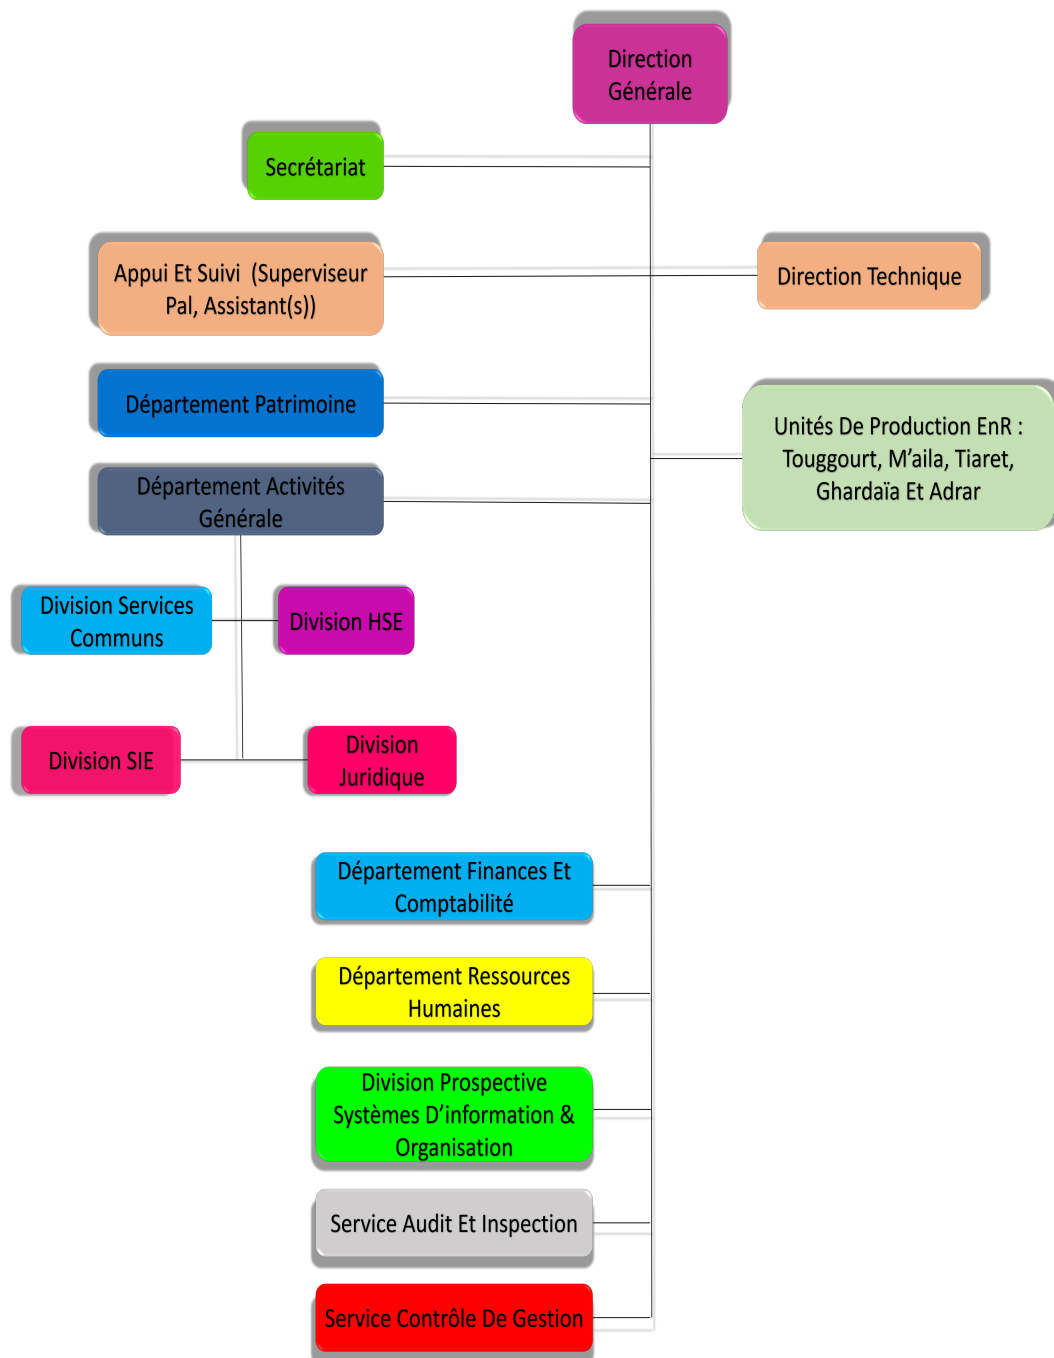 Direction
Générale
Secrétariat
Appui Et Suivi (Superviseur
Pal, Assistant(s))
Direction Technique
Département Patrimoine
Unités De Production EnR :
Touggourt, M’aila, Tiaret,
Ghardaïa Et Adrar
Département Activités
Générale
Division Services
Communs
Division HSE
Division SIE
Division
Juridique
Département Finances Et
Comptabilité
Département Ressources
Humaines
Division Prospective
Systèmes D’information &
Organisation
Service Audit Et Inspection
Service Contrôle De Gestion